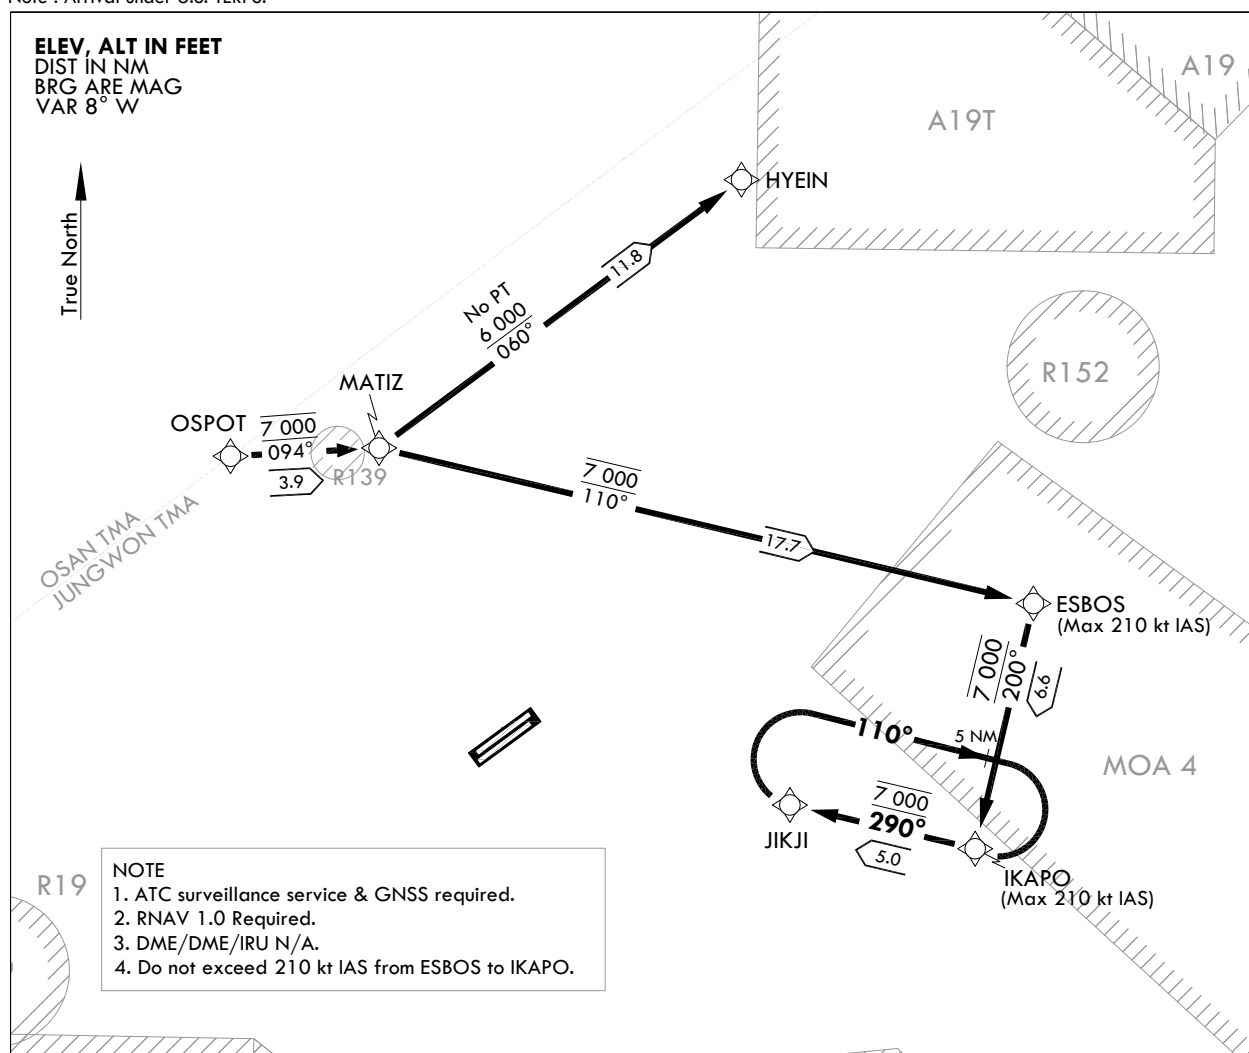 ELEV, ALT IN FEET
DIST IN NM
BRG ARE MAG
VAR 8° W
True North
A19
A19T
HYEIN
11.8
No PT
6 000
060°
R152
MATIZ
OSPOT
7 000
094°
3.9
R139
7 000
110°
17.7
OSAN TMA
JUNGWON TMA
ESBOS
(Max 210 kt IAS)
7 000
200°
6.6
110°
5 NM
MOA 4
7 000
290°
5.0
JIKJI
IKAPO
(Max 210 kt IAS)
R19
NOTE
1. ATC surveillance service & GNSS required.
2. RNAV 1.0 Required.
3. DME/DME/IRU N/A.
4. Do not exceed 210 kt IAS from ESBOS to IKAPO.